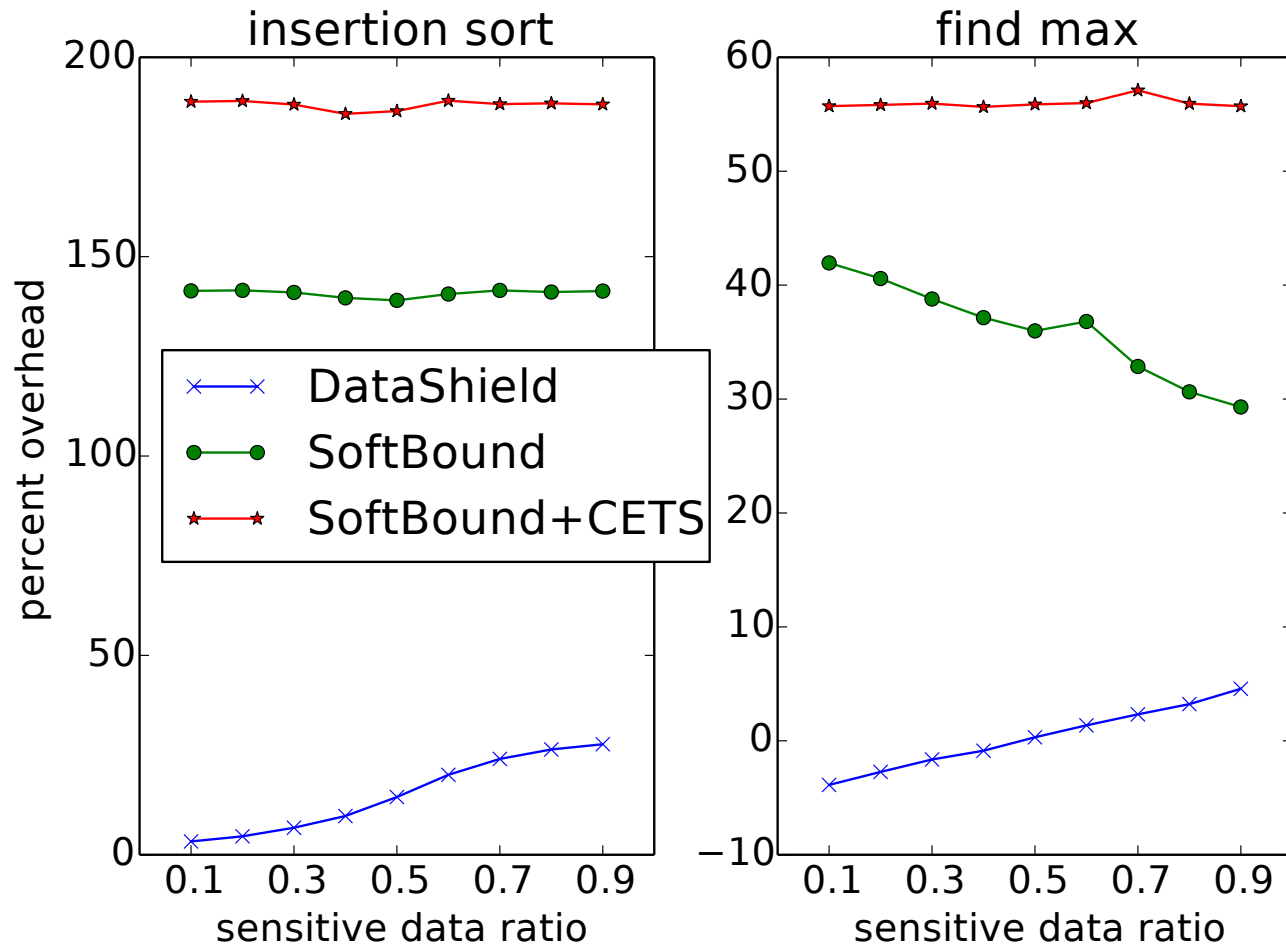 insertion sort
find max
percent overhead
200
150
100
50
0
60
50
40
30
20
10
0
−10
DataShield
SoftBound
SoftBound+CETS
0.1 0.3 0.5 0.7 0.9
0.1 0.3 0.5 0.7 0.9
sensitive data ratio
sensitive data ratio